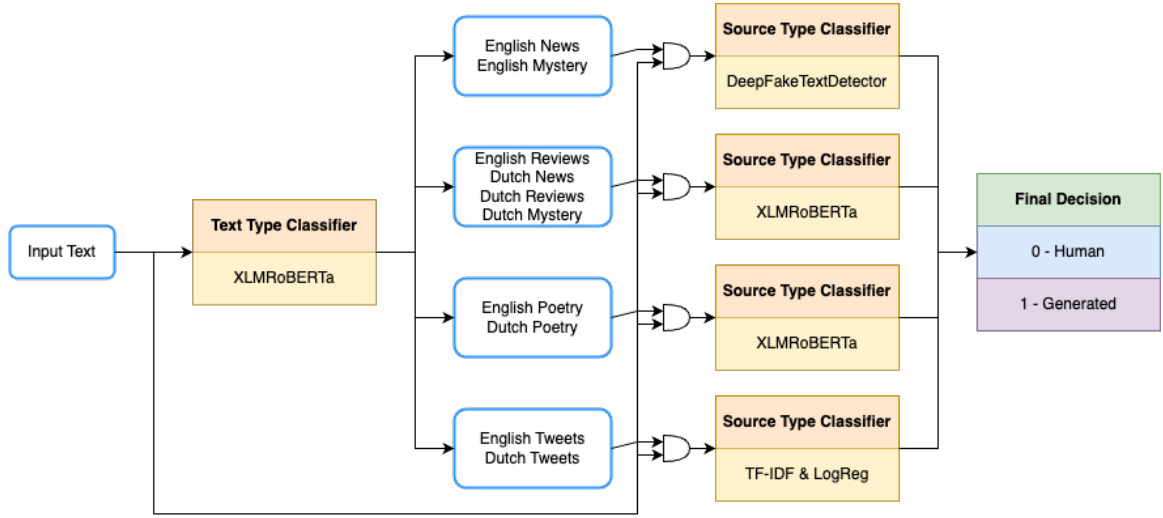 Input Text
Text Type Classifier
XLMRoBERTa
English News
English Mystery
English Reviews
Dutch News
Dutch Reviews
Dutch Mystery
English Poetry
Dutch Poetry
English Tweets
Dutch Tweets
Source Type Classifier
DeepFakeTextDetector
Source Type Classifier
XLMRoBERTa
Source Type Classifier
XLMRoBERTa
Source Type Classifier
TF-IDF & LogReg
Final Decision
0 - Human
1 - Generated